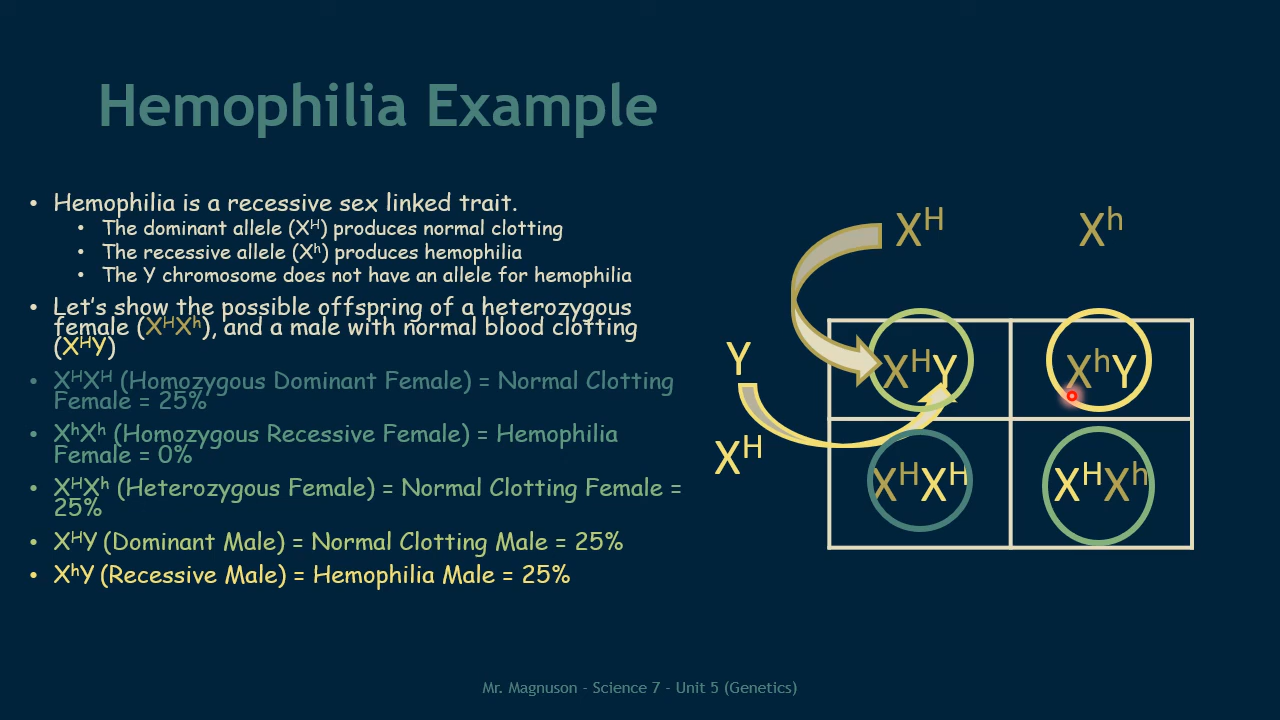 Hemophilia Example
• Hemophilia is a recessive sex linked trait.
• The dominant allele (Xᴴ) produces normal clotting
• The recessive allele (Xʰ) produces hemophilia
• The Y chromosome does not have an allele for hemophilia
• Let's show the possible offspring of a heterozygous
female (XᴴXʰ), and a male with normal blood clotting
(XᴴY)
• XᴴXᴴ (Homozygous Dominant Female) = Normal Clotting
Female = 25%
• XʰXʰ (Homozygous Recessive Female) = Hemophilia
Female = 0%
• XᴴXʰ (Heterozygous Female) = Normal Clotting Female =
25%
• XᴴY (Dominant Male) = Normal Clotting Male = 25%
• XʰY (Recessive Male) = Hemophilia Male = 25%
Xᴴ Xʰ
Y XᴴY XʰY
Xᴴ XᴴXᴴ XᴴXʰ
Mr. Magnuson - Science 7 - Unit 5 (Genetics)